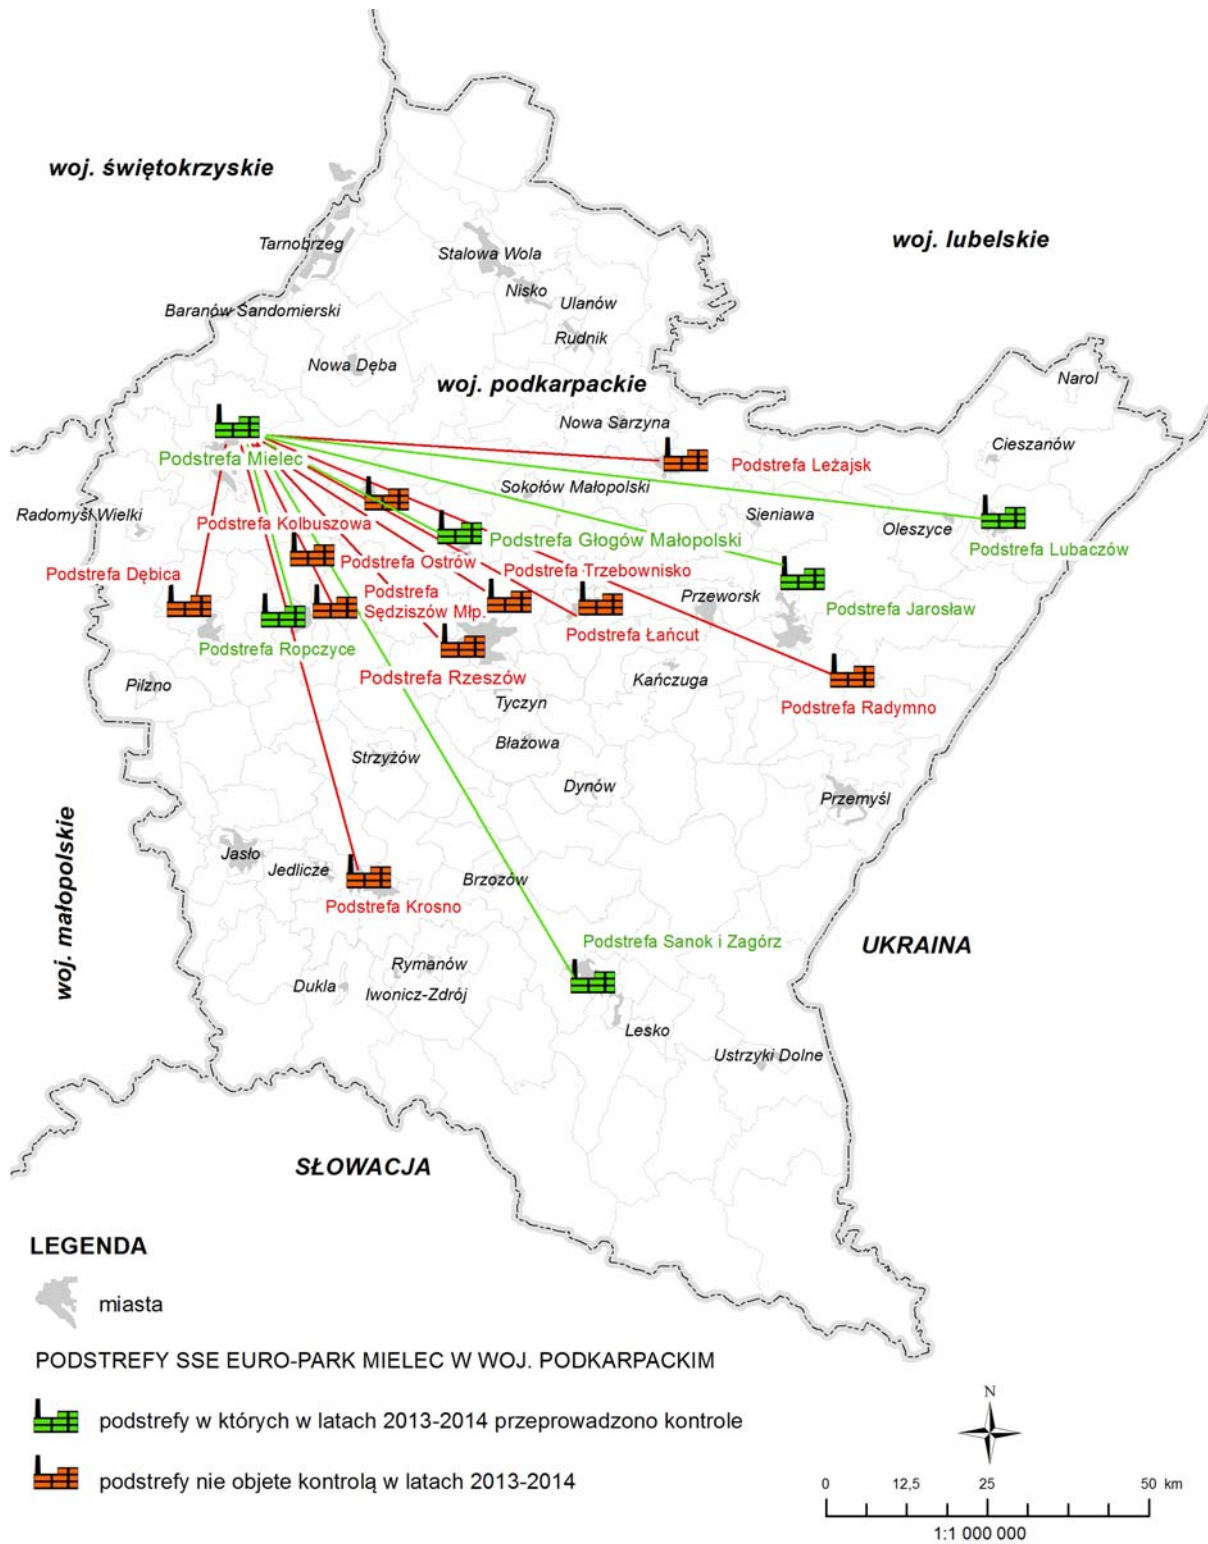 woj. świętokrzyskie
woj. lubelskie
Tarnobrzeg
Stalowa Wola
Nisko
Ulanów
Baranów Sandomierski
Rudnik
Nowa Dęba
Narol
woj. podkarpackie
Nowa Sarzyna
Cieszanów
Podstrefa Mielec
Podstrefa Leżajsk
Sokołów Małopolski
Radomyśl Wielki
Sieniawa
Oleszyce
Podstrefa Kolbuszowa
Podstrefa Głogów Małopolski
Podstrefa Lubaczów
Podstrefa Ostrów
Podstrefa Trzebownisko
Podstrefa Dębica
Podstrefa
Sędziszów Młp.
Przeworsk
Podstrefa Jarosław
Podstrefa Łańcut
Podstrefa Ropczyce
Podstrefa Rzeszów
Kańczuga
Pilzno
Tyczyn
Podstrefa Radymno
Błażowa
Strzyżów
Dynów
Przemyśl
woj. małopolskie
Jasło
Jedlicze
Brzozów
Podstrefa Krosno
Podstrefa Sanok i Zagórz
UKRAINA
Rymanów
Dukla
Iwonicz-Zdrój
Lesko
Ustrzyki Dolne
SŁOWACJA
LEGENDA
miasta
PODSTREFY SSE EURO-PARK MIELEC W WOJ. PODKARPACKIM
podstrefy w których w latach 2013-2014 przeprowadzono kontrole
podstrefy nie objete kontrolą w latach 2013-2014
N
0 12,5 25 50 km
1:1 000 000